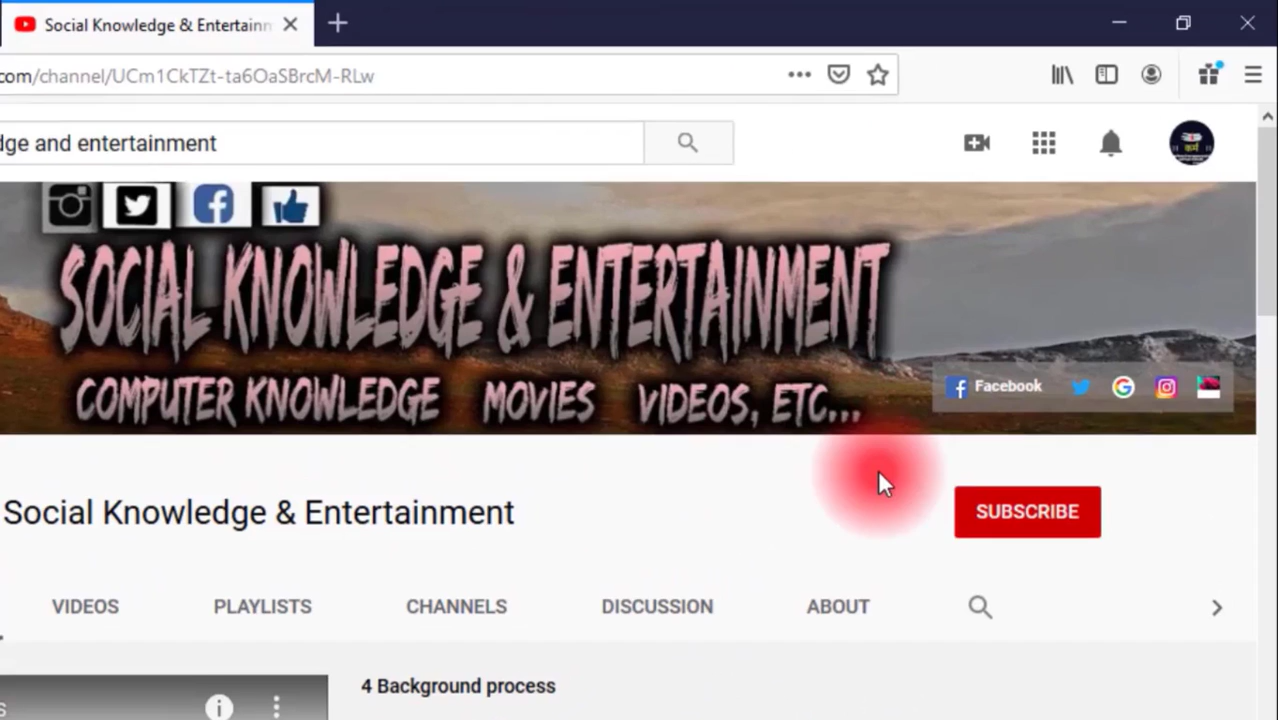 Social Knowledge & Entertainn
com/channel/UCm1CkTZt-ta6OaSBrcM-RLw
dge and entertainment
कर्म
SOCIAL KNOWLEDGE & ENTERTAINMENT
COMPUTER KNOWLEDGE MOVIES VIDEOS, ETC...
Facebook
Social Knowledge & Entertainment
SUBSCRIBE
VIDEOS PLAYLISTS CHANNELS DISCUSSION ABOUT
4 Background process
s